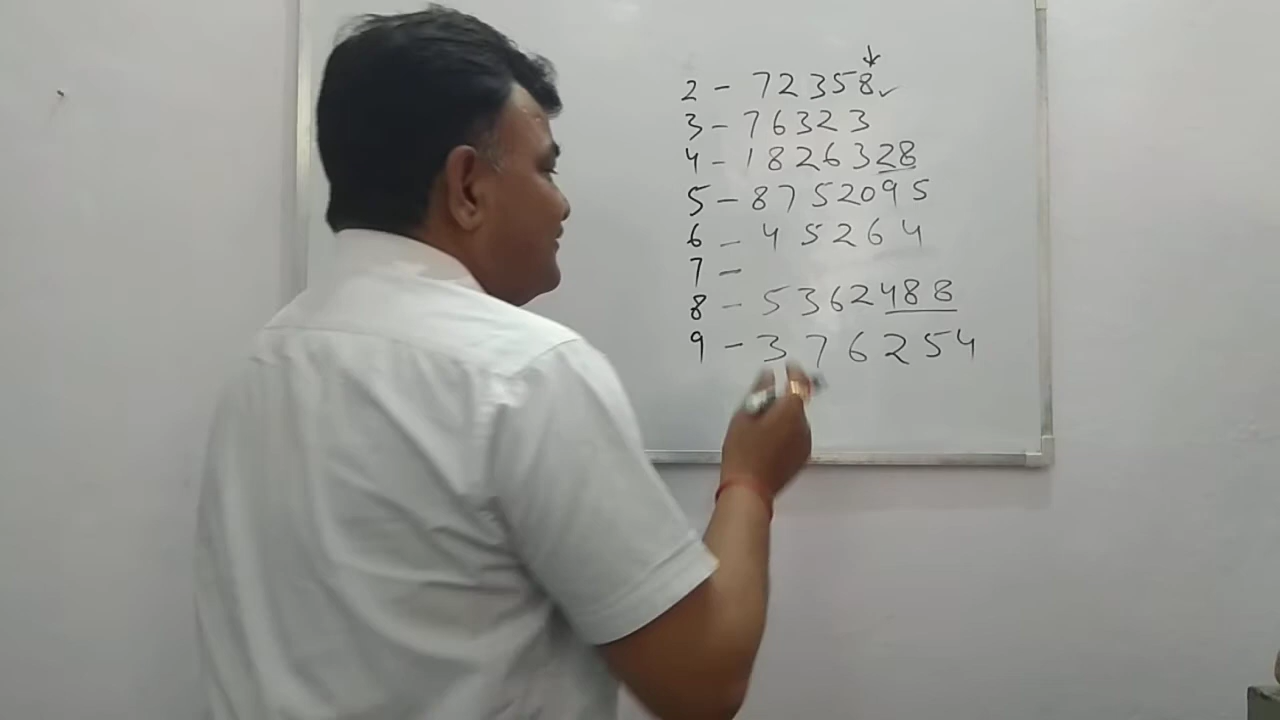 2 - 72358
3 - 76323
4 - 1826328
5 - 8752095
6 - 45264
7 -
8 - 5362488
9 - 376254